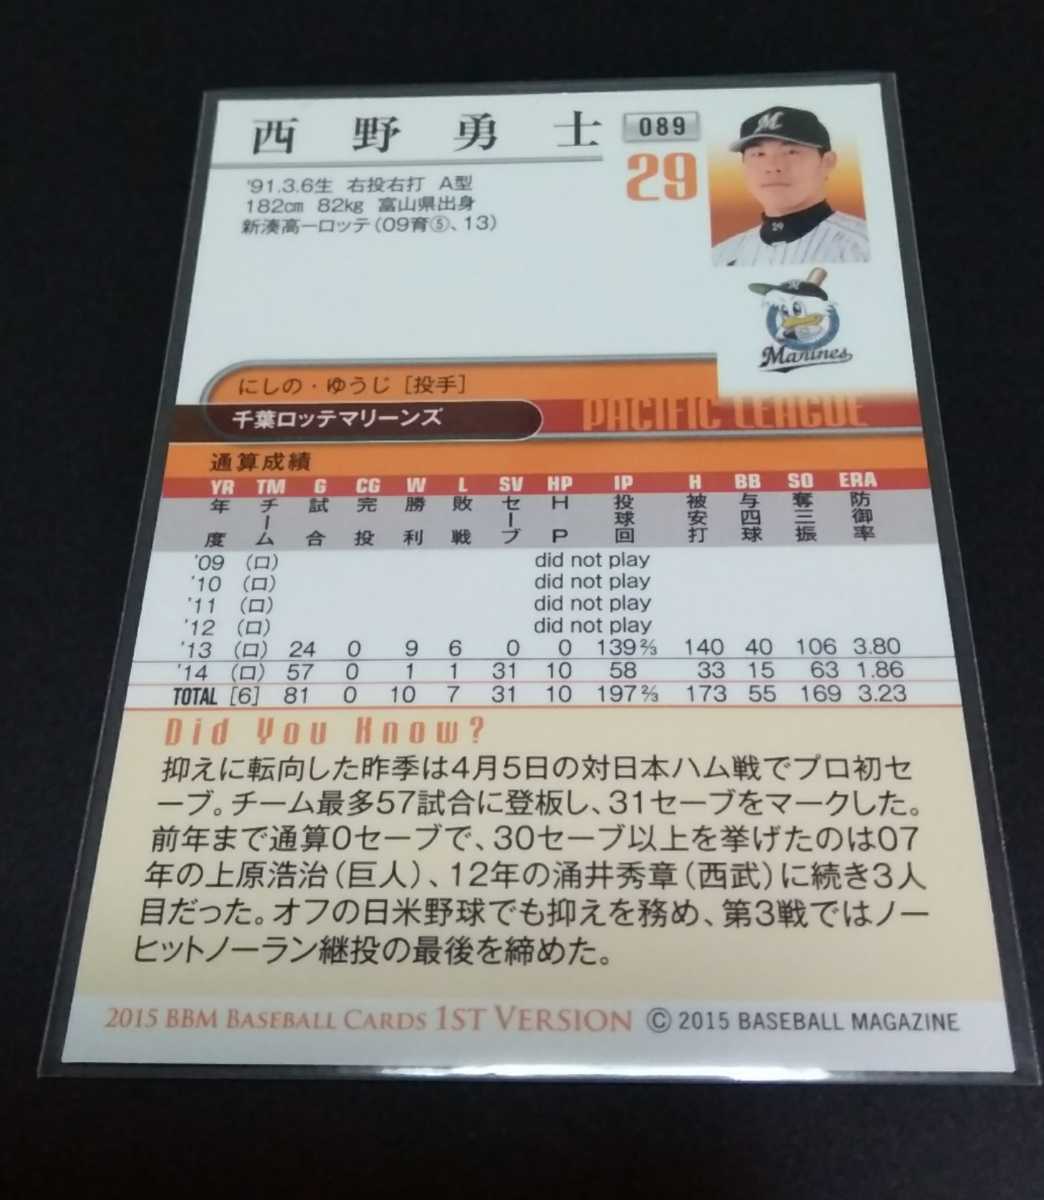 西野勇士 089
29
'91.3.6生 右投右打 A型
182cm 82kg 富山県出身
新湊高ーロッテ(09育⑤、13)
M
29
Marines
にしの・ゆうじ[投手]
千葉ロッテマリーンズ PACIFIC LEAGUE
通算成績
YR TM G CG W L SV HP IP H BB SO ERA
年度 チーム 試合 完投 勝利 敗戦 セーブ HP 投球回 被安打 与四球 奪三振 防御率
'09 (ロ) did not play
'10 (ロ) did not play
'11 (ロ) did not play
'12 (ロ) did not play
'13 (ロ) 24 0 9 6 0 0 139⅔ 140 40 106 3.80
'14 (ロ) 57 0 1 1 31 10 58 33 15 63 1.86
TOTAL [6] 81 0 10 7 31 10 197⅔ 173 55 169 3.23
Did You Know?
抑えに転向した昨季は4月5日の対日本ハム戦でプロ初セ
ーブ。チーム最多57試合に登板し、31セーブをマークした。
前年まで通算0セーブで、30セーブ以上を挙げたのは07
年の上原浩治(巨人)、12年の涌井秀章(西武)に続き3人
目だった。オフの日米野球でも抑えを務め、第3戦ではノー
ヒットノーラン継投の最後を締めた。
2015 BBM BASEBALL CARDS 1ST VERSION © 2015 BASEBALL MAGAZINE